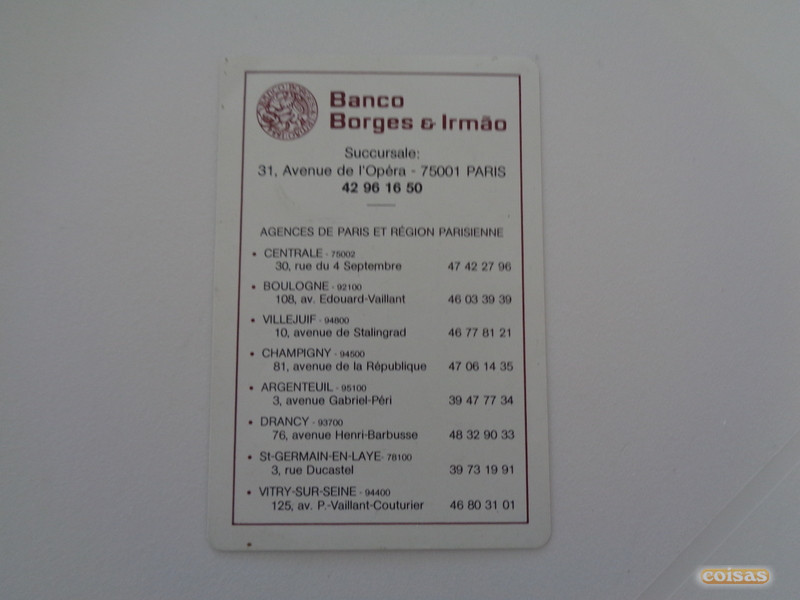 Banco
Borges & Irmão
Succursale:
31, Avenue de l'Opéra - 75001 PARIS
42 96 16 50
AGENCES DE PARIS ET RÉGION PARISIENNE
• CENTRALE - 75002
30, rue du 4 Septembre 47 42 27 96
• BOULOGNE - 92100
108, av. Edouard-Vaillant 46 03 39 39
• VILLEJUIF - 94800
10, avenue de Stalingrad 46 77 81 21
• CHAMPIGNY - 94500
81, avenue de la République 47 06 14 35
• ARGENTEUIL - 95100
3, avenue Gabriel-Péri 39 47 77 34
• DRANCY - 93700
76, avenue Henri-Barbusse 48 32 90 33
• St-GERMAIN-EN-LAYE- 78100
3, rue Ducastel 39 73 19 91
• VITRY-SUR-SEINE - 94400
125, av. P.-Vaillant-Couturier 46 80 31 01
coisas